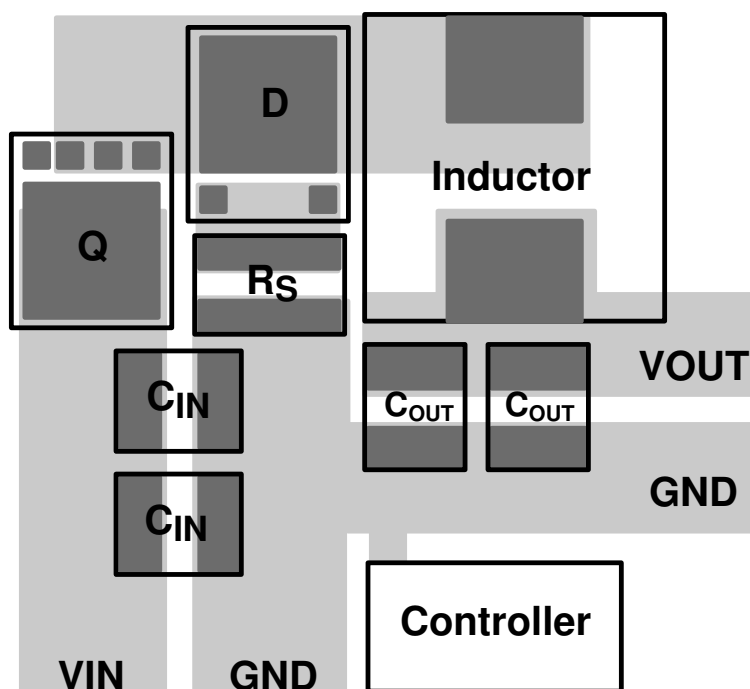 D
Inductor
Q
RS
VOUT
CIN
COUT
COUT
GND
CIN
Controller
VIN
GND